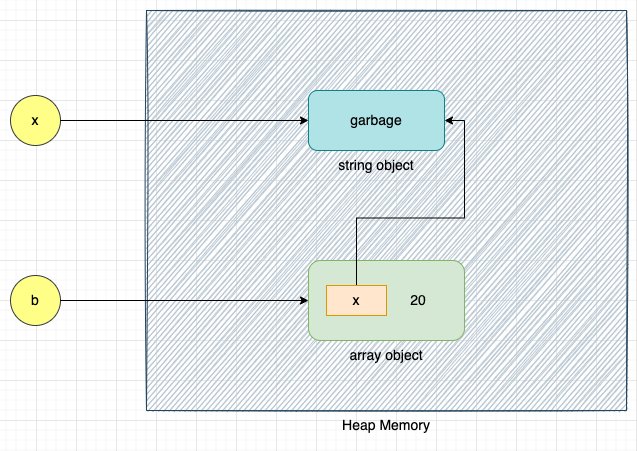 x
garbage
string object
b
x
20
array object
Heap Memory